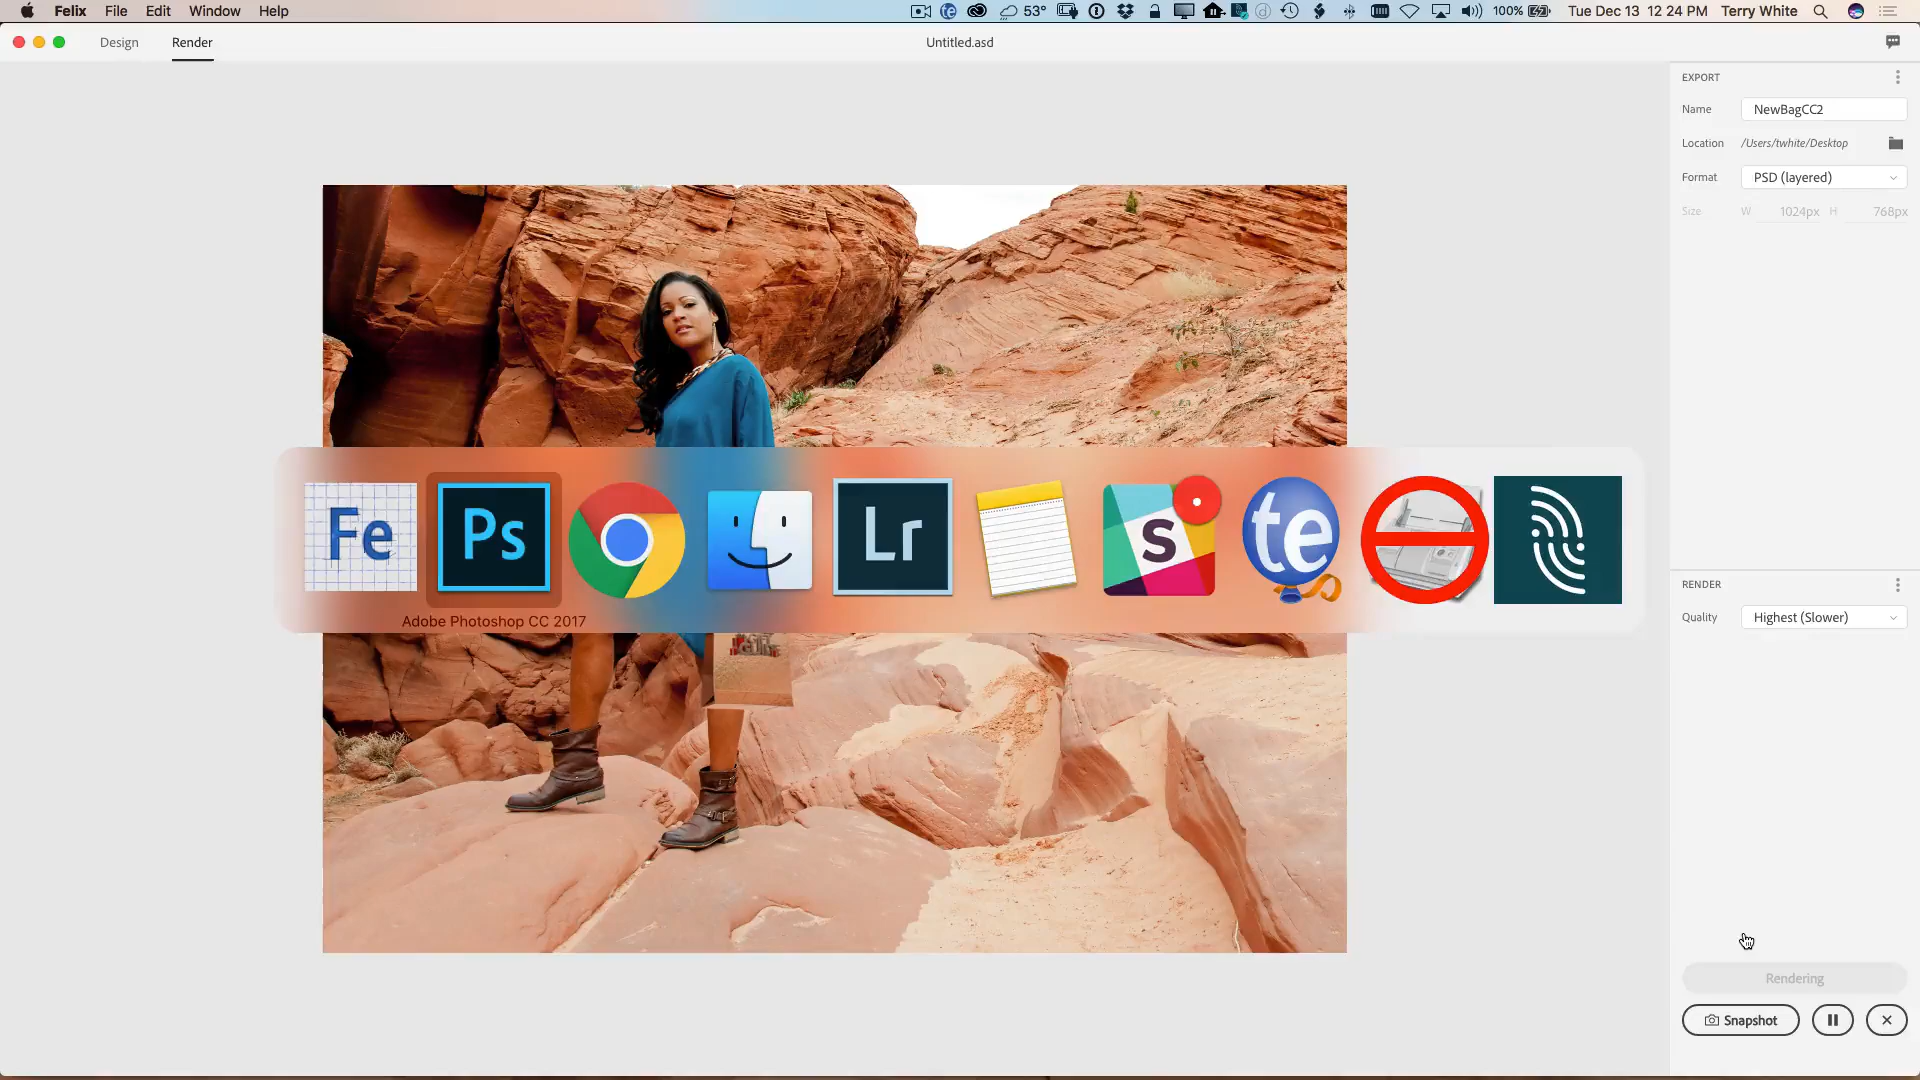 Felix File Edit Window Help 53° 100% Tue Dec 13 12 24 PM Terry White
Design Render Untitled.asd
EXPORT
Name NewBagCC2
Location /Users/twhite/Desktop
Format PSD (layered)
Size W 1024px H 768px
Fe Ps Lr S te
Adobe Photoshop CC 2017
GUIDE
RENDER
Quality Highest (Slower)
Rendering
Snapshot